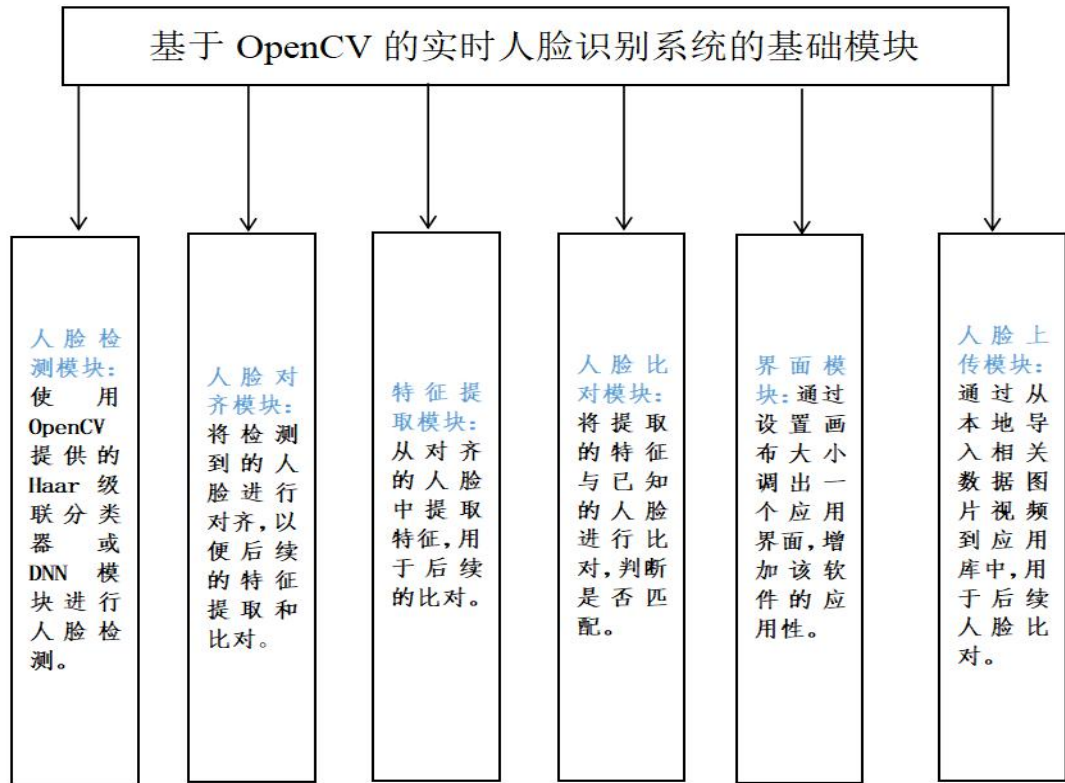 基于 OpenCV 的实时人脸识别系统的基础模块
人脸检
测模块：
使用
OpenCV
提供的
Haar 级
联分类
器或
DNN 模
块进行
人脸检
测。
人脸对
齐模块：
将检测
到的人
脸进行
对齐，以
便后续
的特征
提取和
比对。
特征提
取模块：
从对齐
的人脸
中提取
特征，用
于后续
的比对。
人脸比
对模块：
将提取
的特征
与已知
的人脸
进行比
对，判断
是否匹
配。
界面模
块：通过
设置画
布大小
调出一
个应用
界面，增
加该软
件的应
用性。
人脸上
传模块：
通过从
本地导
入相关
数据图
片视频
到应用
库中，用
于后续
人脸比
对。